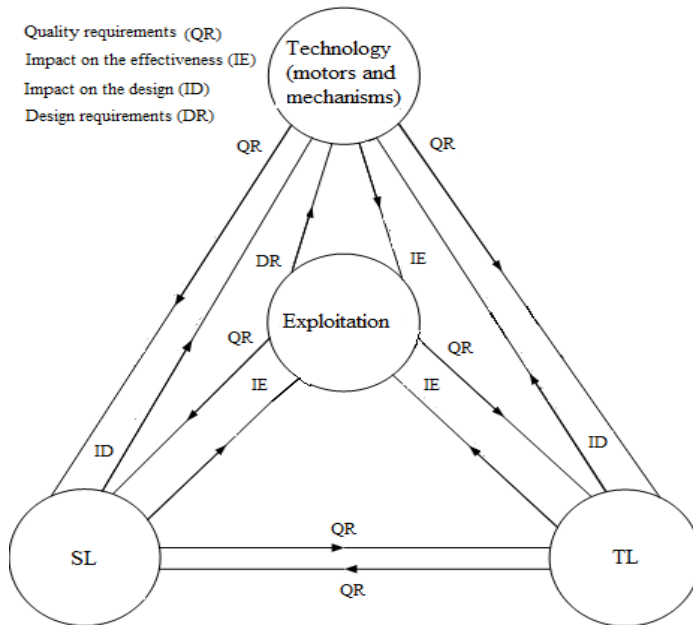 Quality requirements (QR)
Impact on the effectiveness (IE)
Impact on the design (ID)
Design requirements (DR)
Technology
(motors and
mechanisms)
QR
QR
DR
IE
Exploitation
QR
QR
IE
IE
ID
ID
SL
QR
TL
QR